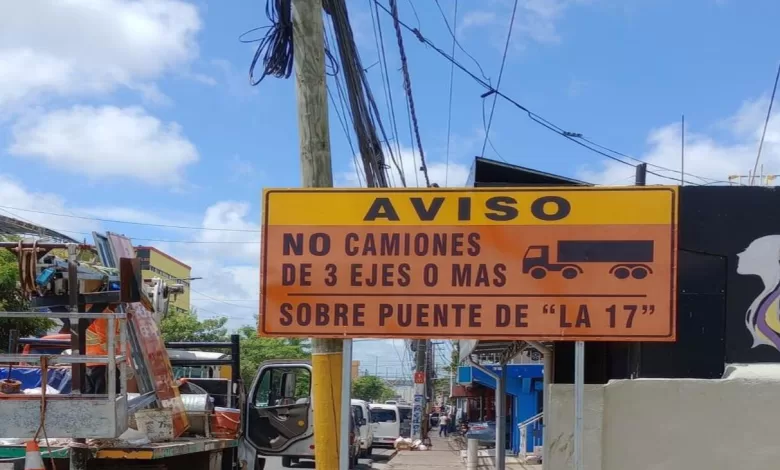 AVISO
NO CAMIONES
DE 3 EJES O MAS
SOBRE PUENTE DE "LA 17"